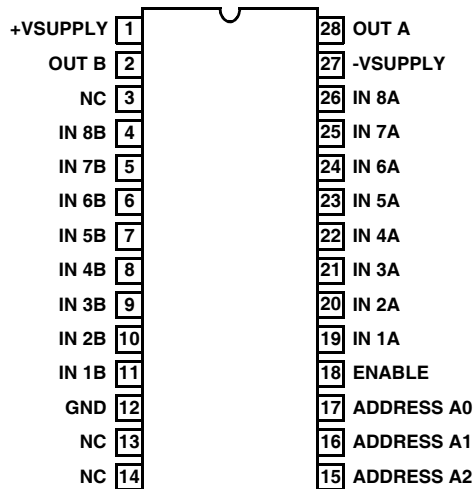 +VSUPPLY 1 28 OUT A
OUT B 2 27 -VSUPPLY
NC 3 26 IN 8A
IN 8B 4 25 IN 7A
IN 7B 5 24 IN 6A
IN 6B 6 23 IN 5A
IN 5B 7 22 IN 4A
IN 4B 8 21 IN 3A
IN 3B 9 20 IN 2A
IN 2B 10 19 IN 1A
IN 1B 11 18 ENABLE
GND 12 17 ADDRESS A0
NC 13 16 ADDRESS A1
NC 14 15 ADDRESS A2